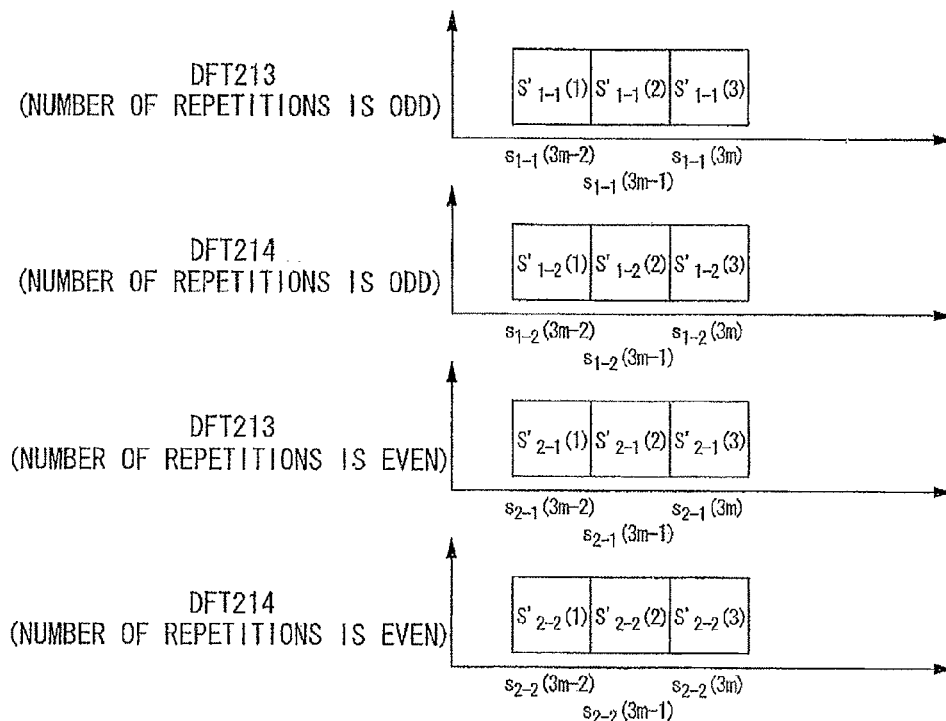 DFT213
(NUMBER OF REPETITIONS IS ODD)
S'1-1(1) S'1-1(2) S'1-1(3)
s1-1(3m-2) s1-1(3m)
s1-1(3m-1)
DFT214
(NUMBER OF REPETITIONS IS ODD)
S'1-2(1) S'1-2(2) S'1-2(3)
s1-2(3m-2) s1-2(3m)
s1-2(3m-1)
DFT213
(NUMBER OF REPETITIONS IS EVEN)
S'2-1(1) S'2-1(2) S'2-1(3)
s2-1(3m-2) s2-1(3m)
s2-1(3m-1)
DFT214
(NUMBER OF REPETITIONS IS EVEN)
S'2-2(1) S'2-2(2) S'2-2(3)
s2-2(3m-2) s2-2(3m)
s2-2(3m-1)